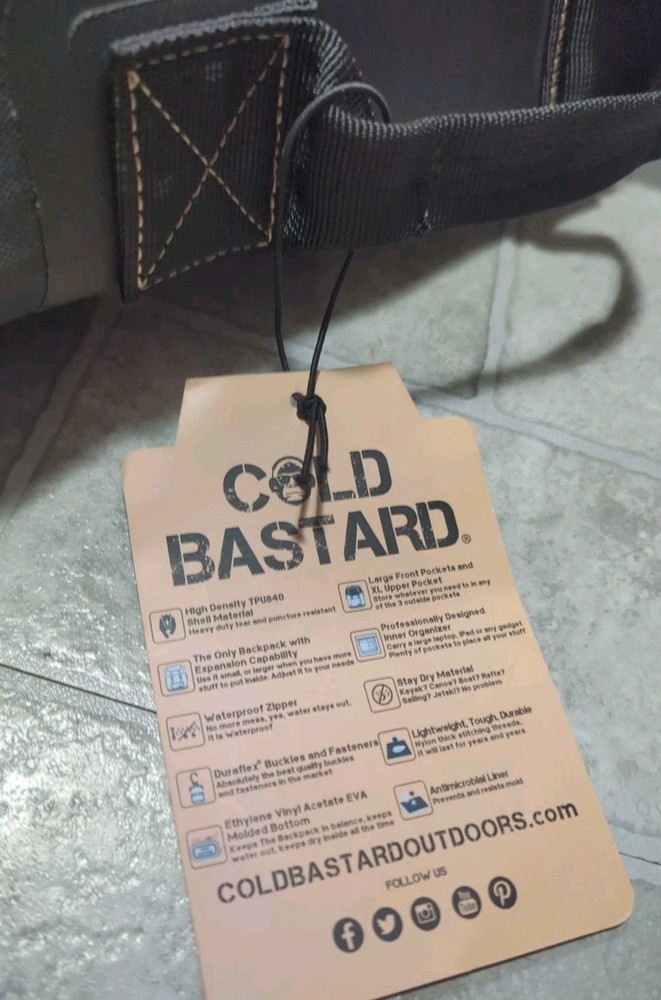 COLD
BASTARD®
High Density TPU840
Shell Material
Heavy duty tear and puncture resistant
The Only Backpack with
Expansion Capability
Use it small, or larger when you have more
stuff to put inside. Adjust it to your needs
Waterproof Zipper
No more mess, yes, water stays out.
It is Waterproof
Duraflex® Buckles and Fasteners
Absolutely the best quality buckles
and fasteners in the market
Ethylene Vinyl Acetate EVA
Molded Bottom
Keeps The Backpack in balance, keeps
water out, keeps dry inside all the time
Large Front Pockets and
XL Upper Pocket
Store whatever you need to in any
of the 3 outside pockets
Professionally Designed
Inner Organizer
Carry a large laptop, iPad or any gadget
Plenty of pockets to place all your stuff
Stay Dry Material
Kayak? Canoe? Boat? Rafts?
Sailing? Jetski? No problem
Lightweight, Tough, Durable
Nylon thick stitching threads,
it will last for years and years
Antimicrobial Liner
Prevents and resists mold
COLDBASTARDOUTDOORS.com
FOLLOW US
You
Tube